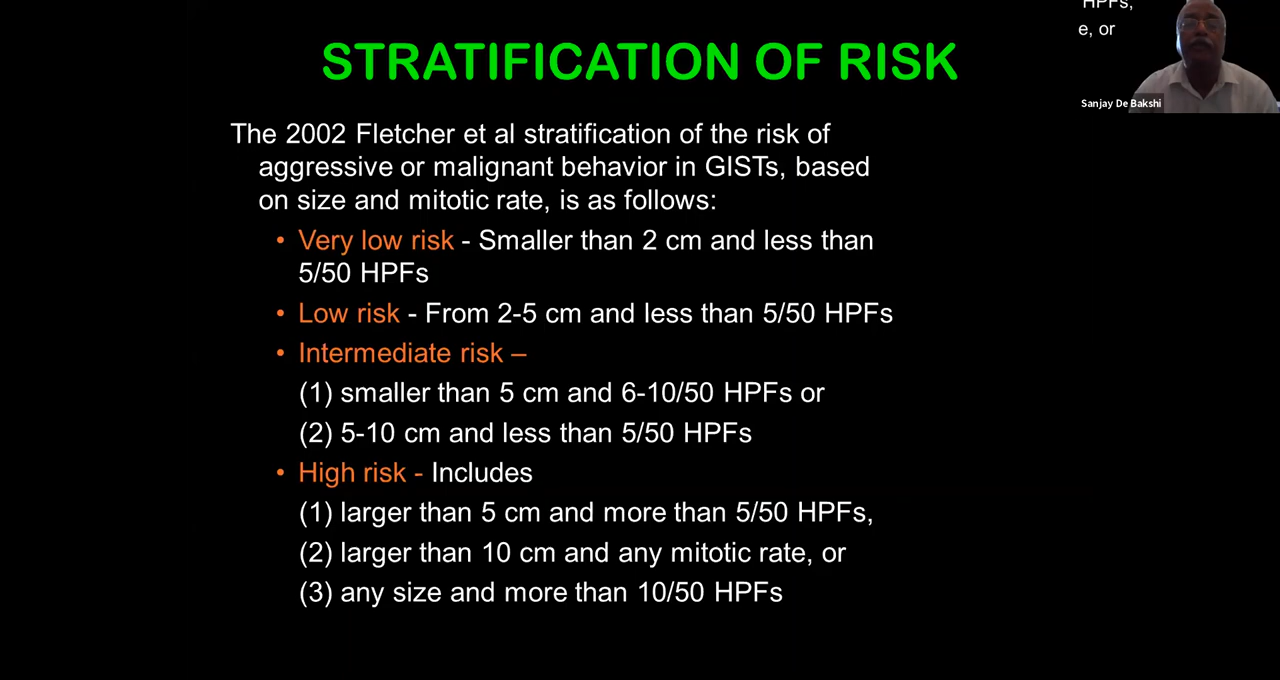 STRATIFICATION OF RISK
HPFs,
e, or
Sanjay De Bakshi
The 2002 Fletcher et al stratification of the risk of
aggressive or malignant behavior in GISTs, based
on size and mitotic rate, is as follows:
• Very low risk - Smaller than 2 cm and less than
5/50 HPFs
• Low risk - From 2-5 cm and less than 5/50 HPFs
• Intermediate risk –
(1) smaller than 5 cm and 6-10/50 HPFs or
(2) 5-10 cm and less than 5/50 HPFs
• High risk - Includes
(1) larger than 5 cm and more than 5/50 HPFs,
(2) larger than 10 cm and any mitotic rate, or
(3) any size and more than 10/50 HPFs